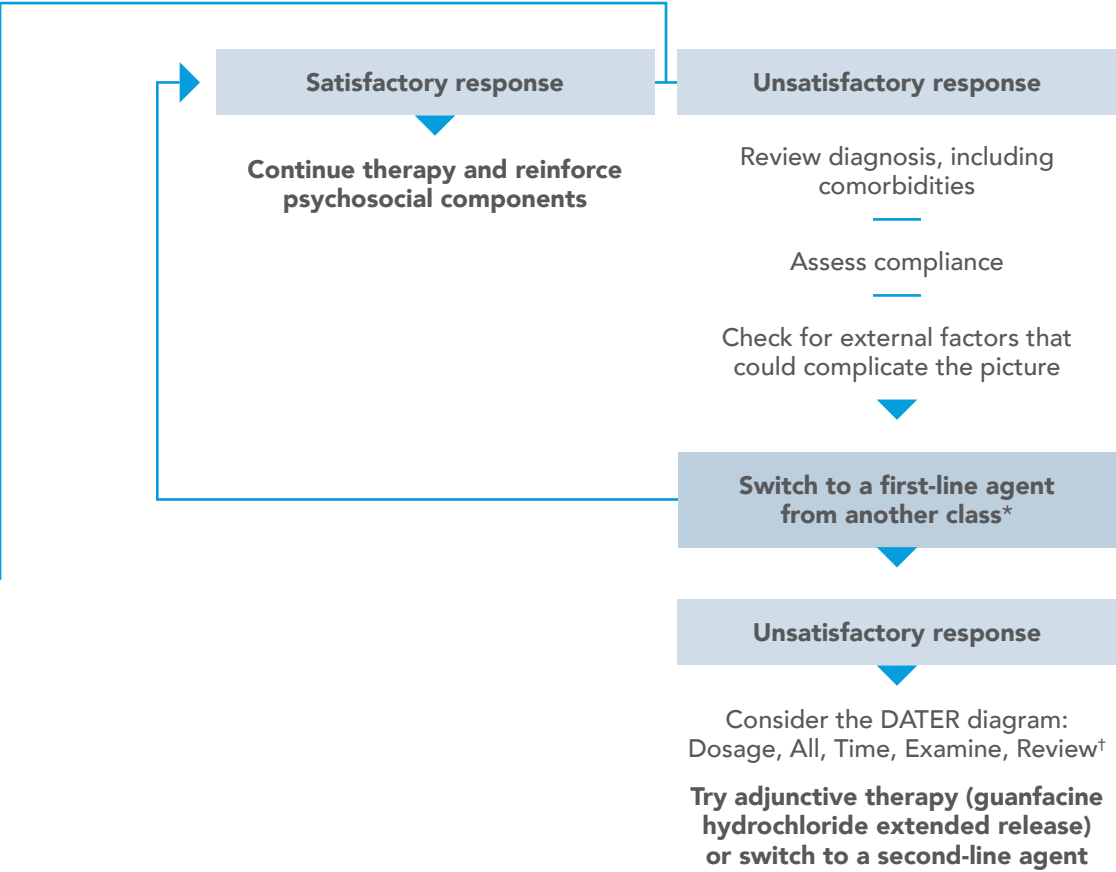 Satisfactory response
Continue therapy and reinforce
psychosocial components
Unsatisfactory response
Review diagnosis, including
comorbidities
Assess compliance
Check for external factors that
could complicate the picture
Switch to a first-line agent
from another class*
Unsatisfactory response
Consider the DATER diagram:
Dosage, All, Time, Examine, Review†
Try adjunctive therapy (guanfacine
hydrochloride extended release)
or switch to a second-line agent